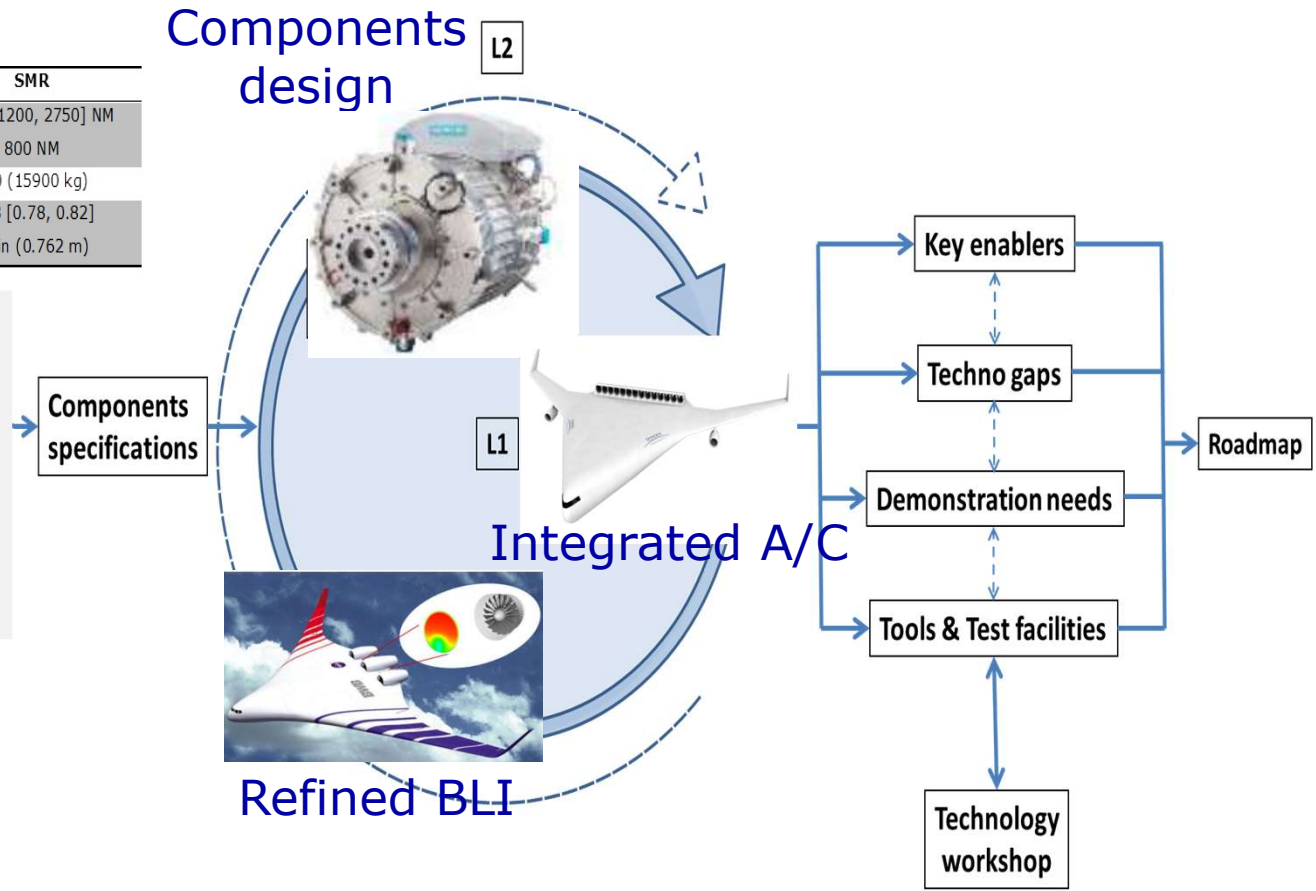 Components
design
L2
SMR
1200, 2750] NM
800 NM
(15900 kg)
[0.78, 0.82]
in (0.762 m)
Components
specifications
L1
Integrated A/C
Refined BLI
Key enablers
Techno gaps
Demonstration needs
Tools & Test facilities
Roadmap
Technology
workshop